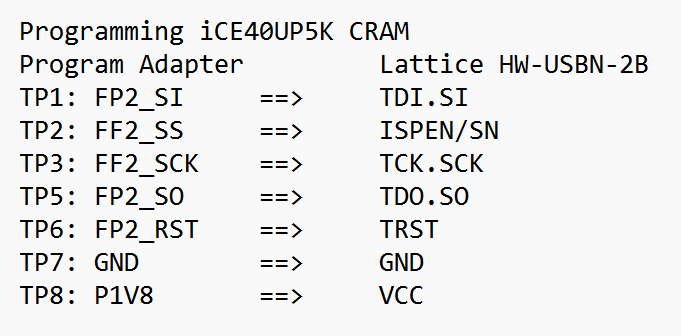 Programming iCE40UP5K CRAM
Program Adapter Lattice HW-USBN-2B
TP1: FP2_SI ==> TDI.SI
TP2: FF2_SS ==> ISPEN/SN
TP3: FF2_SCK ==> TCK.SCK
TP5: FP2_SO ==> TDO.SO
TP6: FP2_RST ==> TRST
TP7: GND ==> GND
TP8: P1V8 ==> VCC